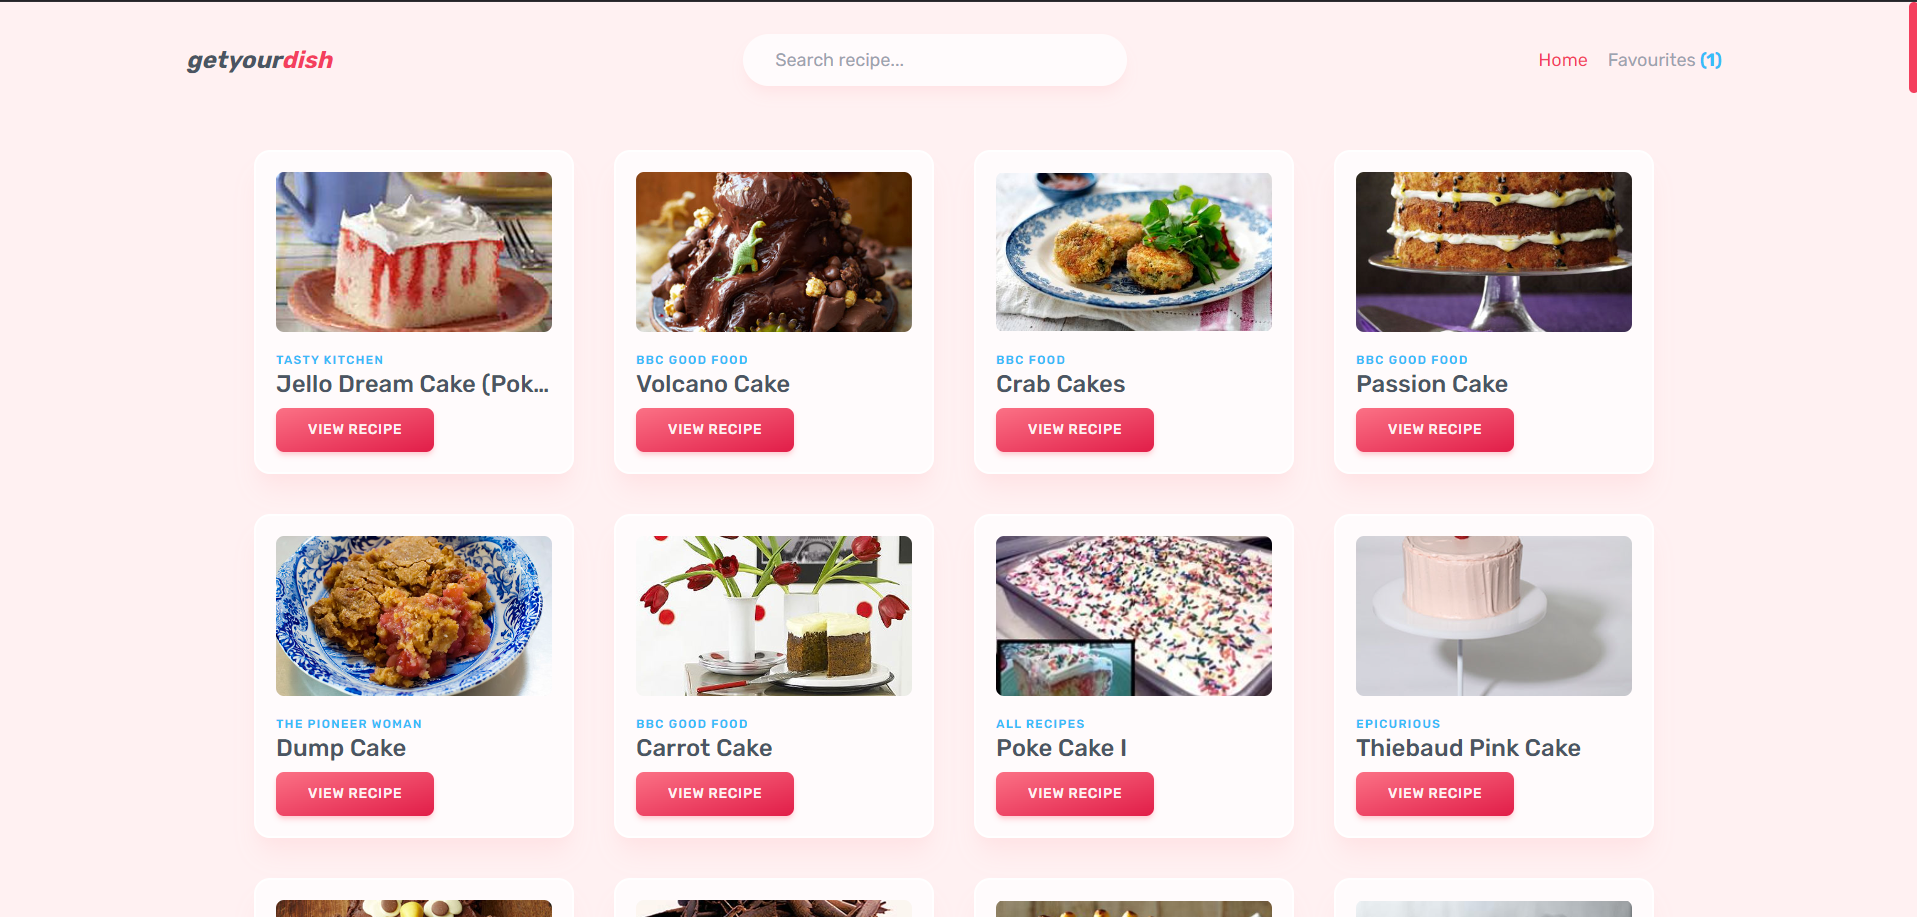 getyourdish
Search recipe...
Home
Favourites (1)
TASTY KITCHEN
Jello Dream Cake (Pok...
VIEW RECIPE
BBC GOOD FOOD
Volcano Cake
VIEW RECIPE
BBC FOOD
Crab Cakes
VIEW RECIPE
BBC GOOD FOOD
Passion Cake
VIEW RECIPE
THE PIONEER WOMAN
Dump Cake
VIEW RECIPE
BBC GOOD FOOD
Carrot Cake
VIEW RECIPE
ALL RECIPES
Poke Cake I
VIEW RECIPE
EPICURIOUS
Thiebaud Pink Cake
VIEW RECIPE